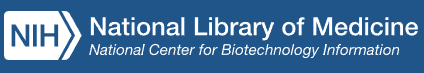 NIH
National Library of Medicine
National Center for Biotechnology Information